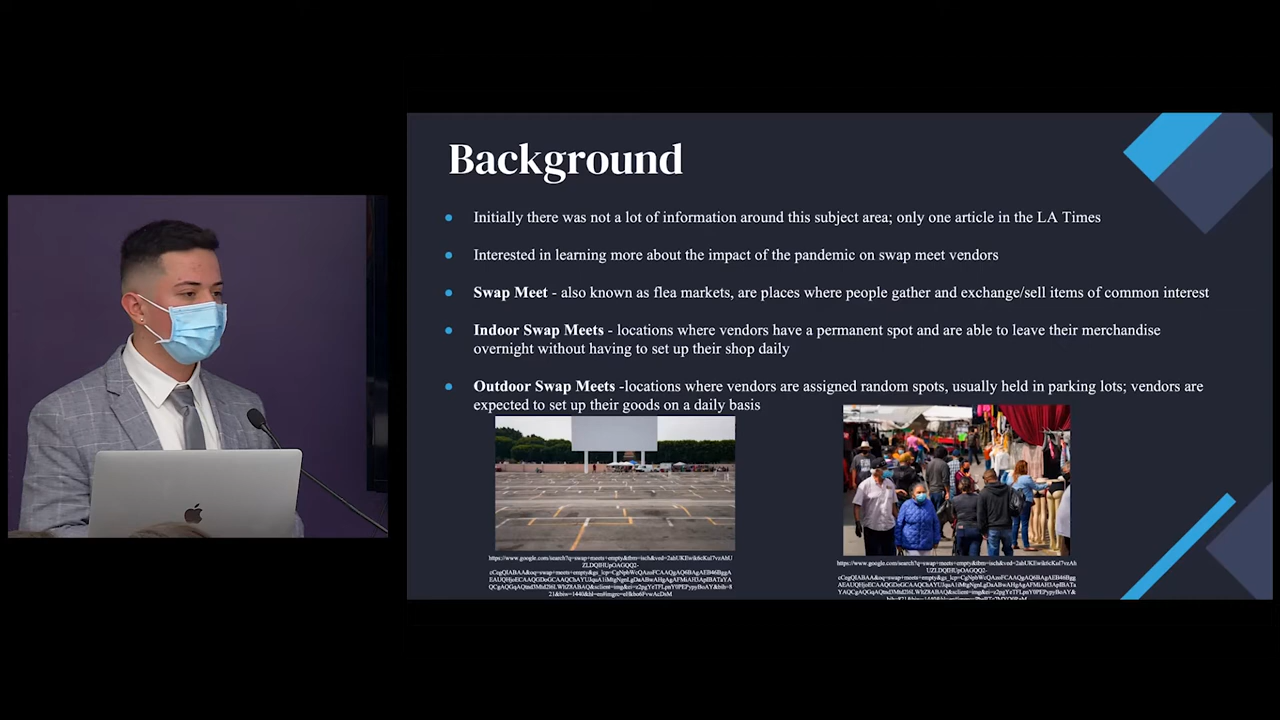 Background
Initially there was not a lot of information around this subject area; only one article in the LA Times
Interested in learning more about the impact of the pandemic on swap meet vendors
Swap Meet - also known as flea markets, are places where people gather and exchange/sell items of common interest
Indoor Swap Meets - locations where vendors have a permanent spot and are able to leave their merchandise
overnight without having to set up their shop daily
Outdoor Swap Meets -locations where vendors are assigned random spots, usually held in parking lots; vendors are
expected to set up their goods on a daily basis